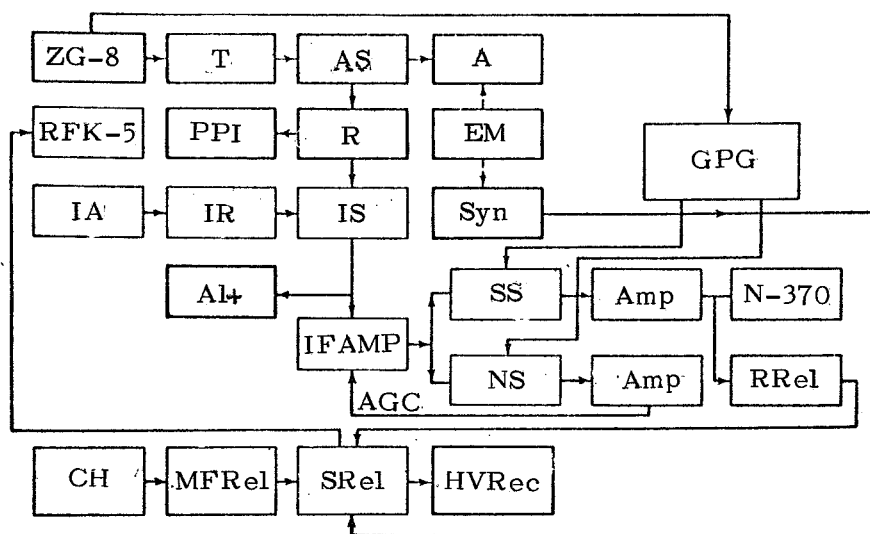 ZG-8
T
AS
A
RFK-5
PPI
R
EM
GPG
IA
IR
IS
Syn
Al+
SS
Amp
N-370
IFAMP
NS
Amp
RRel
AGC
CH
MFRel
SRel
HVRec